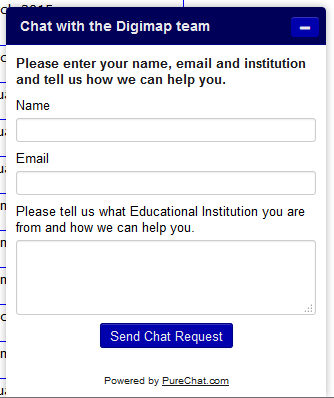 Chat with the Digimap team
Please enter your name, email and institution
and tell us how we can help you.
Name
Email
Please tell us what Educational Institution you are
from and how we can help you.
Send Chat Request
Powered by PureChat.com